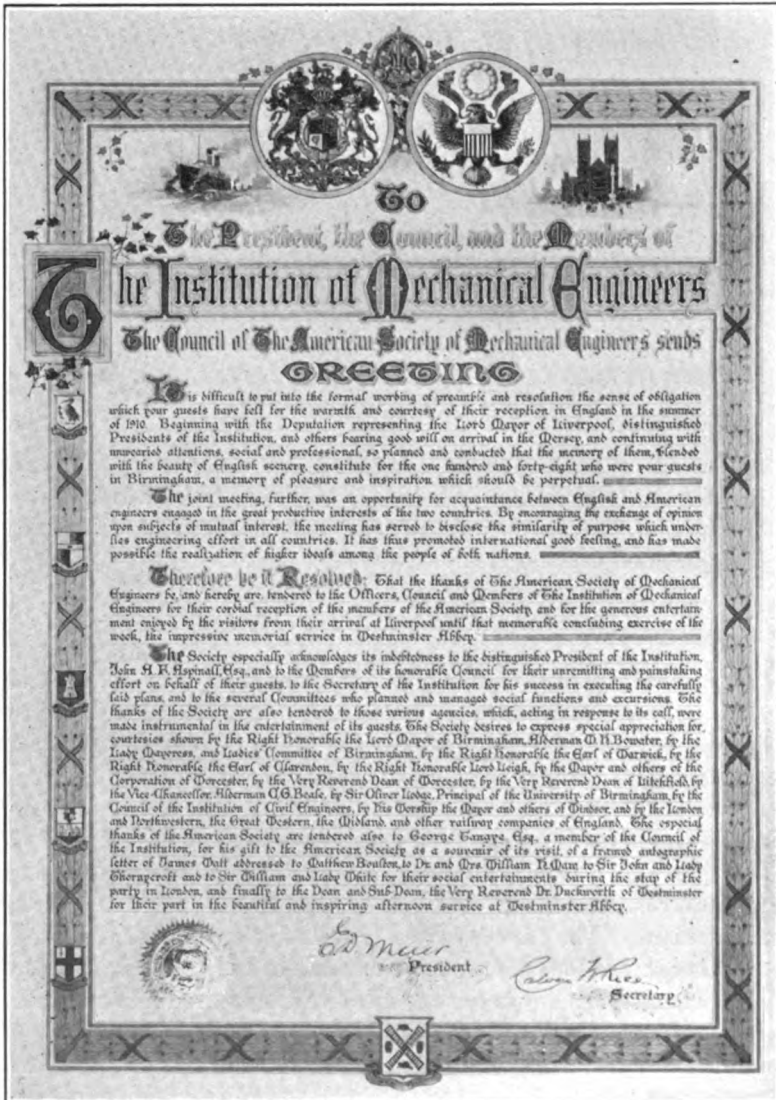 To
The President, the Council, and the Members of
The Institution of Mechanical Engineers
The Council of The American Society of Mechanical Engineers sends
GREETING
It is difficult to put into the formal wording of preamble and resolution the sense of obligation
which your guests have felt for the warmth and courtesy of their reception in England in the summer
of 1910. Beginning with the Deputation representing the Lord Mayor of Liverpool, distinguished
Presidents of the Institution, and others bearing good will on arrival in the Mersey, and continuing with
unwearied attentions, social and professional, so planned and conducted that the memory of them, blended
with the beauty of English scenery, constitute for the one hundred and forty-eight who were your guests
in Birmingham, a memory of pleasure and inspiration which should be perpetual.
The joint meeting, further, was an opportunity for acquaintance between English and American
engineers engaged in the great productive interests of the two countries. By encouraging the exchange of opinion
upon subjects of mutual interest, the meeting has served to disclose the similarity of purpose which under-
lies engineering effort in all countries. It has thus promoted international good feeling, and has made
possible the realization of higher ideals among the people of both nations.
Therefore be it Resolved: That the thanks of The American Society of Mechanical
Engineers be, and hereby are, tendered to the Officers, Council and Members of The Institution of Mechanical
Engineers for their cordial reception of the members of the American Society and for the generous entertain-
ment enjoyed by the visitors from their arrival at Liverpool until that memorable concluding exercise of the
week, the impressive memorial service in Westminster Abbey.
The Society especially acknowledges its indebtedness to the distinguished President of the Institution,
John A. F. Aspinall, Esq., and to the Members of its honorable Council for their unremitting and painstaking
effort on behalf of their guests, to the Secretary of the Institution for his success in executing the carefully
laid plans, and to the several Committees who planned and managed social functions and excursions. The
thanks of the Society are also tendered to those various agencies, which, acting in response to its call, were
made instrumental in the entertainment of its guests. The Society desires to express special appreciation for
courtesies shown by the Right Honorable the Lord Mayor of Birmingham, Alderman W. H. Bowater, by the
Lady Mayoress, and Ladies' Committee of Birmingham, by the Right Honorable the Earl of Warwick, by the
Right Honorable the Earl of Clarendon, by the Right Honorable Lord Leigh, by the Mayor and others of the
Corporation of Worcester, by the Very Reverend Dean of Worcester, by the Very Reverend Dean of Litchfield, by
the Vice-Chancellor, Alderman C. G. Beale, by Sir Oliver Lodge, Principal of the University of Birmingham, by the
Council of the Institution of Civil Engineers, by His Worship the Mayor and others of Windsor, and by the London
and Northwestern, the Great Western, the Midland, and other railway companies of England. The especial
thanks of the American Society are tendered also to George Tangye, Esq., a member of the Council of
the Institution, for his gift to the American Society as a souvenir of its visit, of a framed autographic
letter of James Watt addressed to Matthew Boulton, to Dr. and Mrs. William H. Maw, to Sir John and Lady
Thornycroft and to Sir William and Lady White for their social entertainments during the stay of the
party in London, and finally to the Dean and Sub-Dean, the Very Reverend Dr. Duckworth of Westminster
for their part in the beautiful and inspiring afternoon service at Westminster Abbey.
E. D. Meier
President
Calvin W. Rice
Secretary